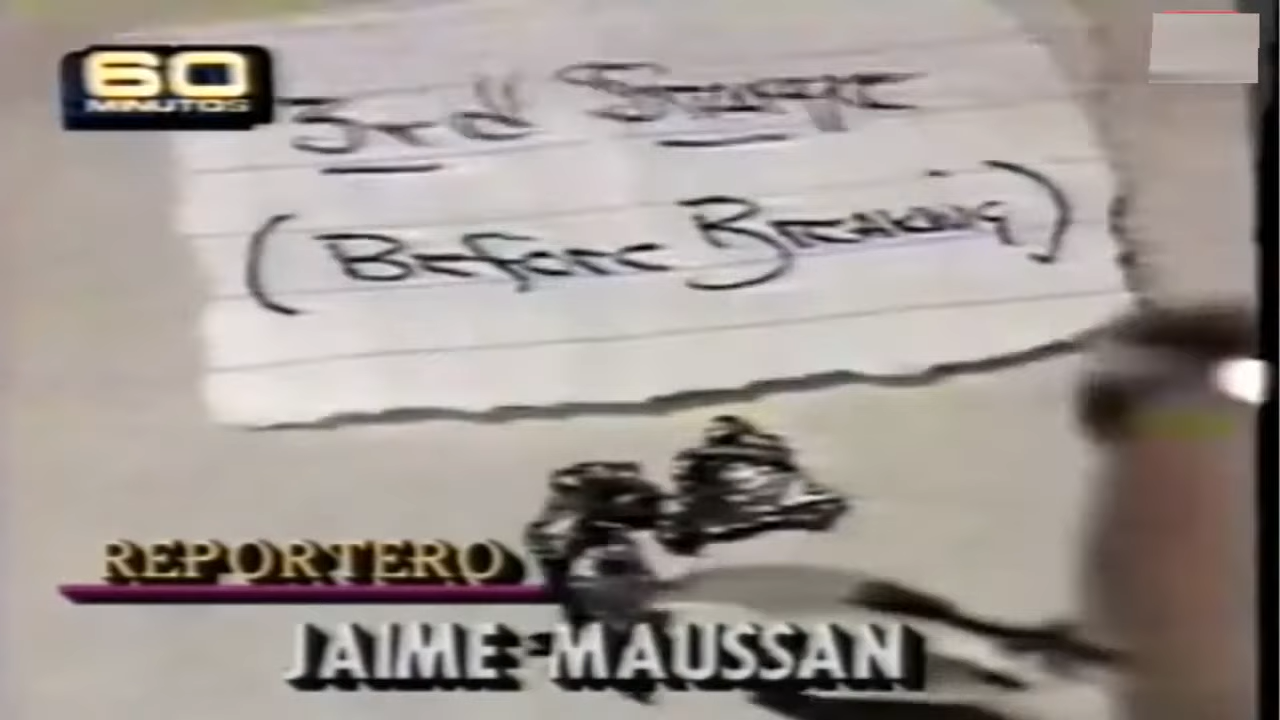 60
MINUTOS
3rd Stage
(Before Breaking)
REPORTERO
JAIME MAUSSAN